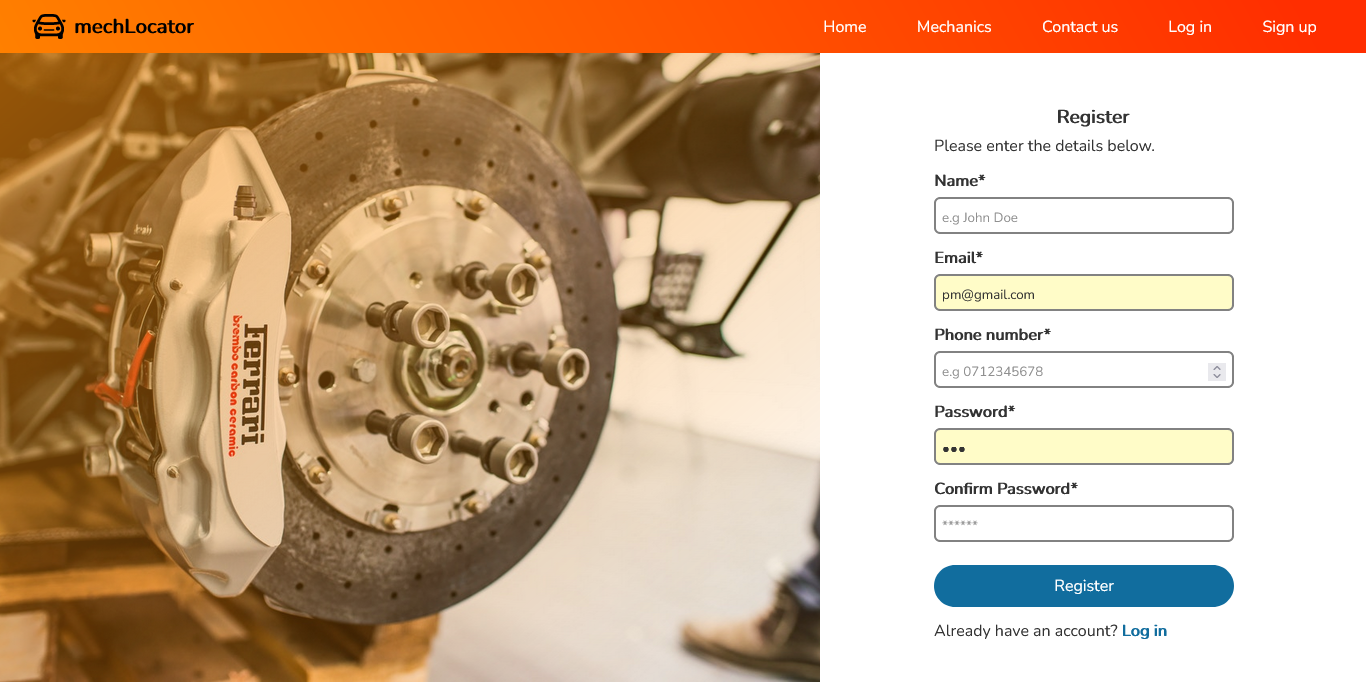 mechLocator
Home
Mechanics
Contact us
Log in
Sign up
Ferrari
brembo carbon ceramic
Register
Please enter the details below.
Name*
e.g John Doe
Email*
pm@gmail.com
Phone number*
e.g 0712345678
Password*
•••
Confirm Password*
******
Register
Already have an account? Log in